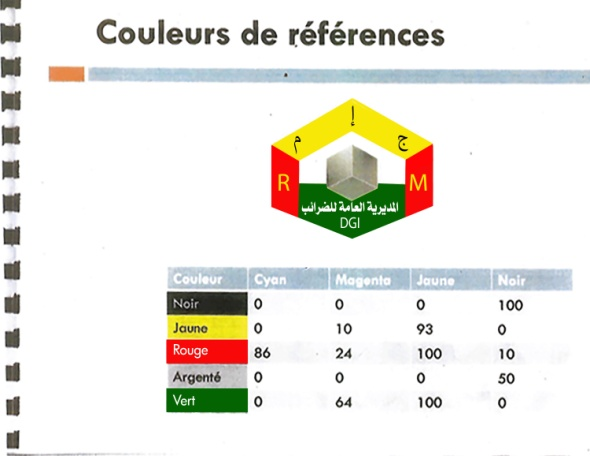 Couleurs de références
م إ ج
R M
المديرية العامة للضرائب
DGI
Couleur Cyan Magenta Jaune Noir
Noir 0 0 0 100
Jaune 0 10 93 0
Rouge 86 24 100 10
Argenté 0 0 0 50
Vert 0 64 100 0